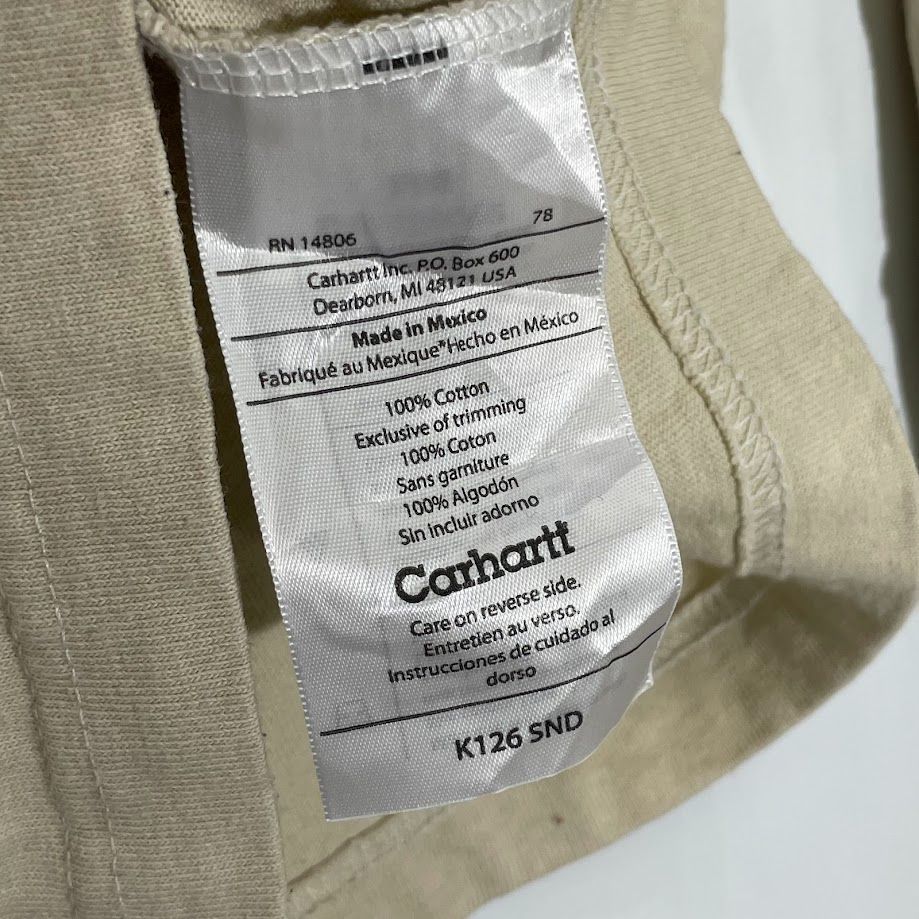 RN 14806 78
Carhartt Inc. P.O. Box 600
Dearborn, MI 48121 USA
Made in Mexico
Fabriqué au Mexique*Hecho en México
100% Cotton
Exclusive of trimming
100% Coton
Sans garniture
100% Algodón
Sin incluir adorno
Carhartt
Care on reverse side.
Entretien au verso.
Instrucciones de cuidado al
dorso
K126 SND